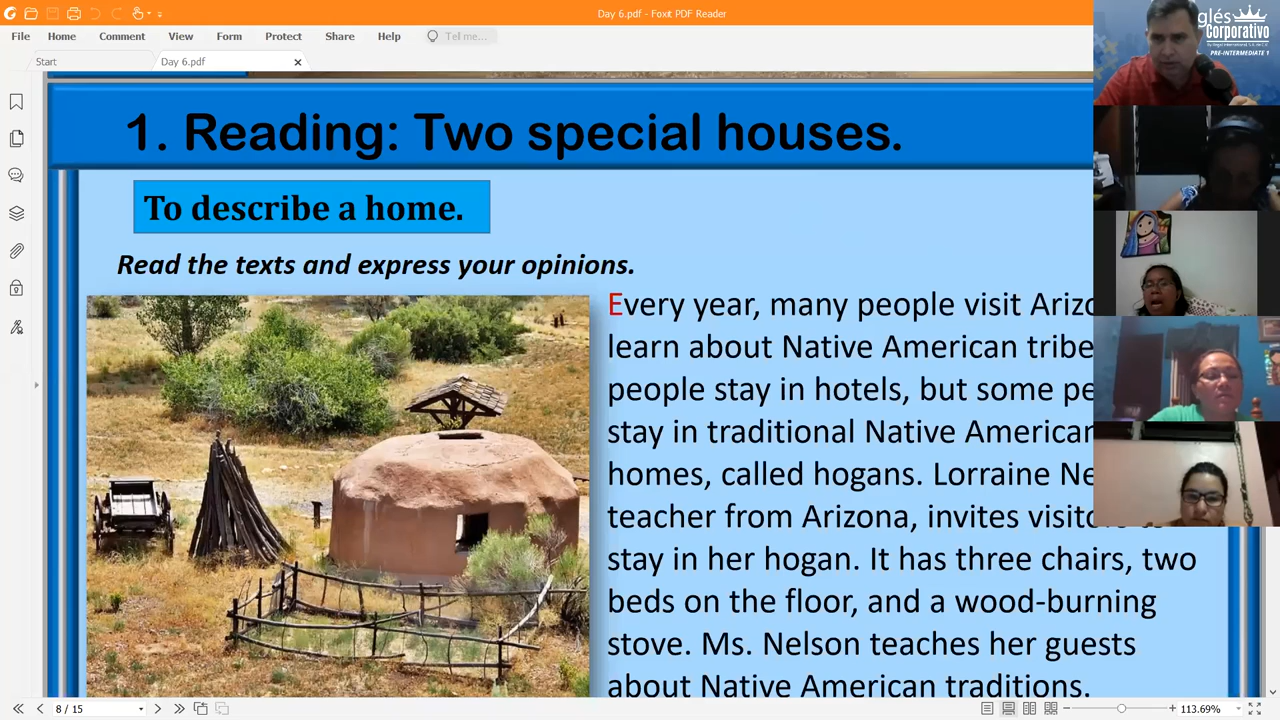 Day 6.pdf - Foxit PDF Reader
File Home Comment View Form Protect Share Help Tell me...
Start Day 6.pdf
glés
Corporativo
PRE-INTERMEDIATE 1
1. Reading: Two special houses.
To describe a home.
Read the texts and express your opinions.
Every year, many people visit Arizo
learn about Native American tribe
people stay in hotels, but some pe
stay in traditional Native American
homes, called hogans. Lorraine Ne
teacher from Arizona, invites
stay in her hogan. It has three chairs, two
beds on the floor, and a wood-burning
stove. Ms. Nelson teaches her guests
about Native American traditions.
8 / 15
113.69%